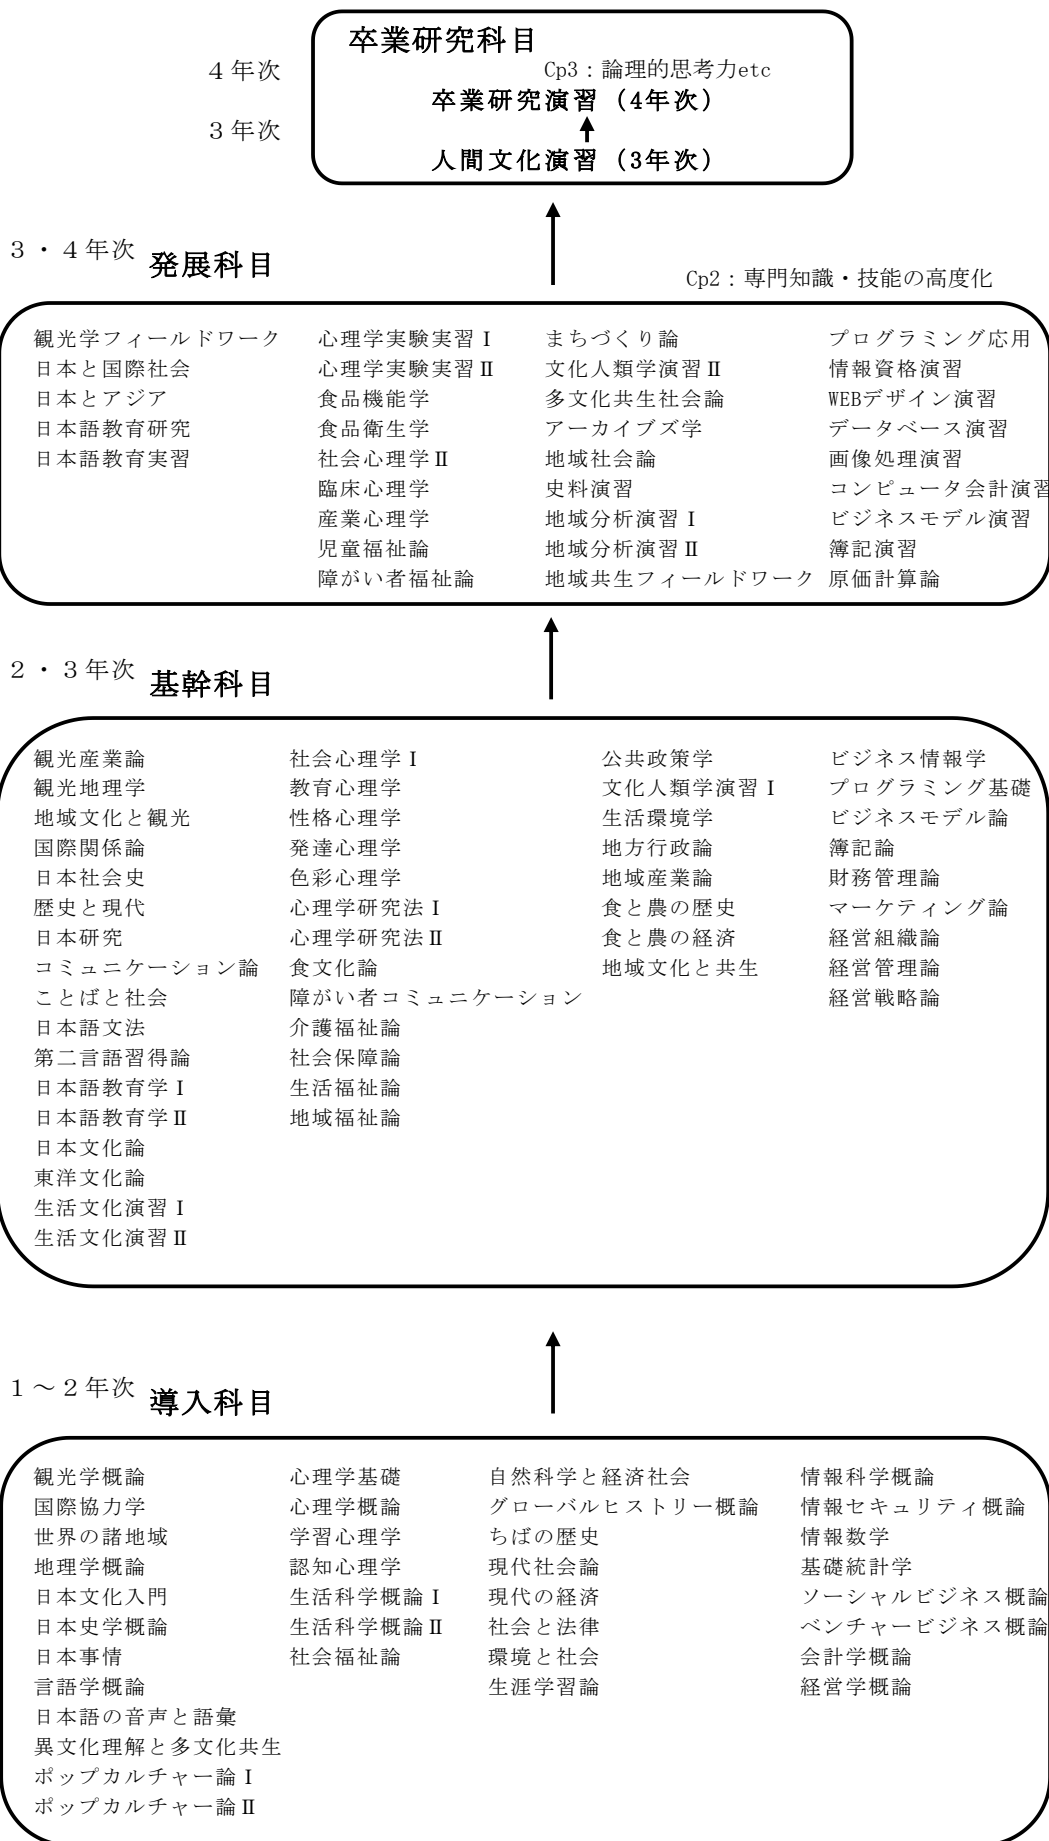 卒業研究科目
4年次
Cp3：論理的思考力etc
卒業研究演習（4年次）
3年次
人間文化演習（3年次）
3・4年次
発展科目
Cp2：専門知識・技能の高度化
観光学フィールドワーク
日本と国際社会
日本とアジア
日本語教育研究
日本語教育実習
心理学実験実習Ⅰ
心理学実験実習Ⅱ
食品機能学
食品衛生学
社会心理学Ⅱ
臨床心理学
産業心理学
児童福祉論
障がい者福祉論
まちづくり論
文化人類学演習Ⅱ
多文化共生社会論
アーカイブズ学
地域社会論
史料演習
地域分析演習Ⅰ
地域分析演習Ⅱ
地域共生フィールドワーク
プログラミング応用
情報資格演習
WEBデザイン演習
データベース演習
画像処理演習
コンピュータ会計演習
ビジネスモデル演習
簿記演習
原価計算論
2・3年次
基幹科目
観光産業論
観光地理学
地域文化と観光
国際関係論
日本社会史
歴史と現代
日本研究
コミュニケーション論
ことばと社会
日本語文法
第二言語習得論
日本語教育学Ⅰ
日本語教育学Ⅱ
日本文化論
東洋文化論
生活文化演習Ⅰ
生活文化演習Ⅱ
社会心理学Ⅰ
教育心理学
性格心理学
発達心理学
色彩心理学
心理学研究法Ⅰ
心理学研究法Ⅱ
食文化論
障がい者コミュニケーション
介護福祉論
社会保障論
生活福祉論
地域福祉論
公共政策学
文化人類学演習Ⅰ
生活環境学
地方行政論
地域産業論
食と農の歴史
食と農の経済
地域文化と共生
ビジネス情報学
プログラミング基礎
ビジネスモデル論
簿記論
財務管理論
マーケティング論
経営組織論
経営管理論
経営戦略論
1～2年次
導入科目
観光学概論
国際協力学
世界の諸地域
地理学概論
日本文化入門
日本史学概論
日本事情
言語学概論
日本語の音声と語彙
異文化理解と多文化共生
ポップカルチャー論Ⅰ
ポップカルチャー論Ⅱ
心理学基礎
心理学概論
学習心理学
認知心理学
生活科学概論Ⅰ
生活科学概論Ⅱ
社会福祉論
自然科学と経済社会
グローバルヒストリー概論
ちばの歴史
現代社会論
現代の経済
社会と法律
環境と社会
生涯学習論
情報科学概論
情報セキュリティ概論
情報数学
基礎統計学
ソーシャルビジネス概論
ベンチャービジネス概論
会計学概論
経営学概論